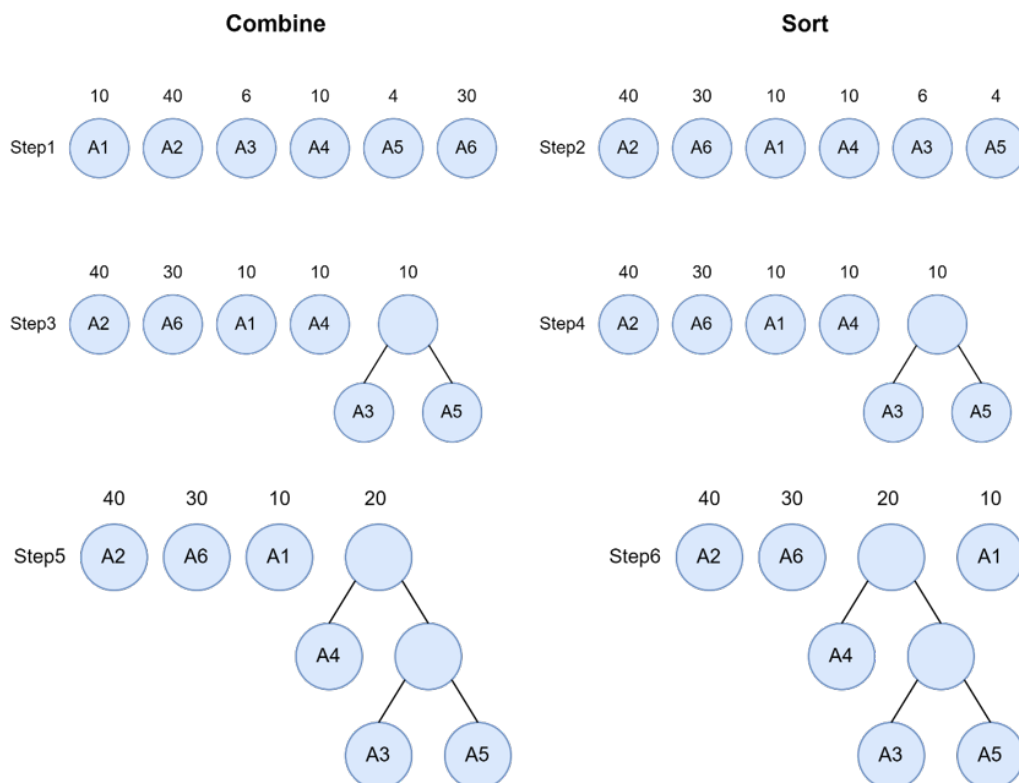 Combine Sort
10 40 6 10 4 30 40 30 10 10 6 4
Step1 A1 A2 A3 A4 A5 A6 Step2 A2 A6 A1 A4 A3 A5
40 30 10 10 10 40 30 10 10 10
Step3 A2 A6 A1 A4 Step4 A2 A6 A1 A4
A3 A5 A3 A5
40 30 10 20 40 30 20 10
Step5 A2 A6 A1 Step6 A2 A6 A1
A4 A4
A3 A5 A3 A5